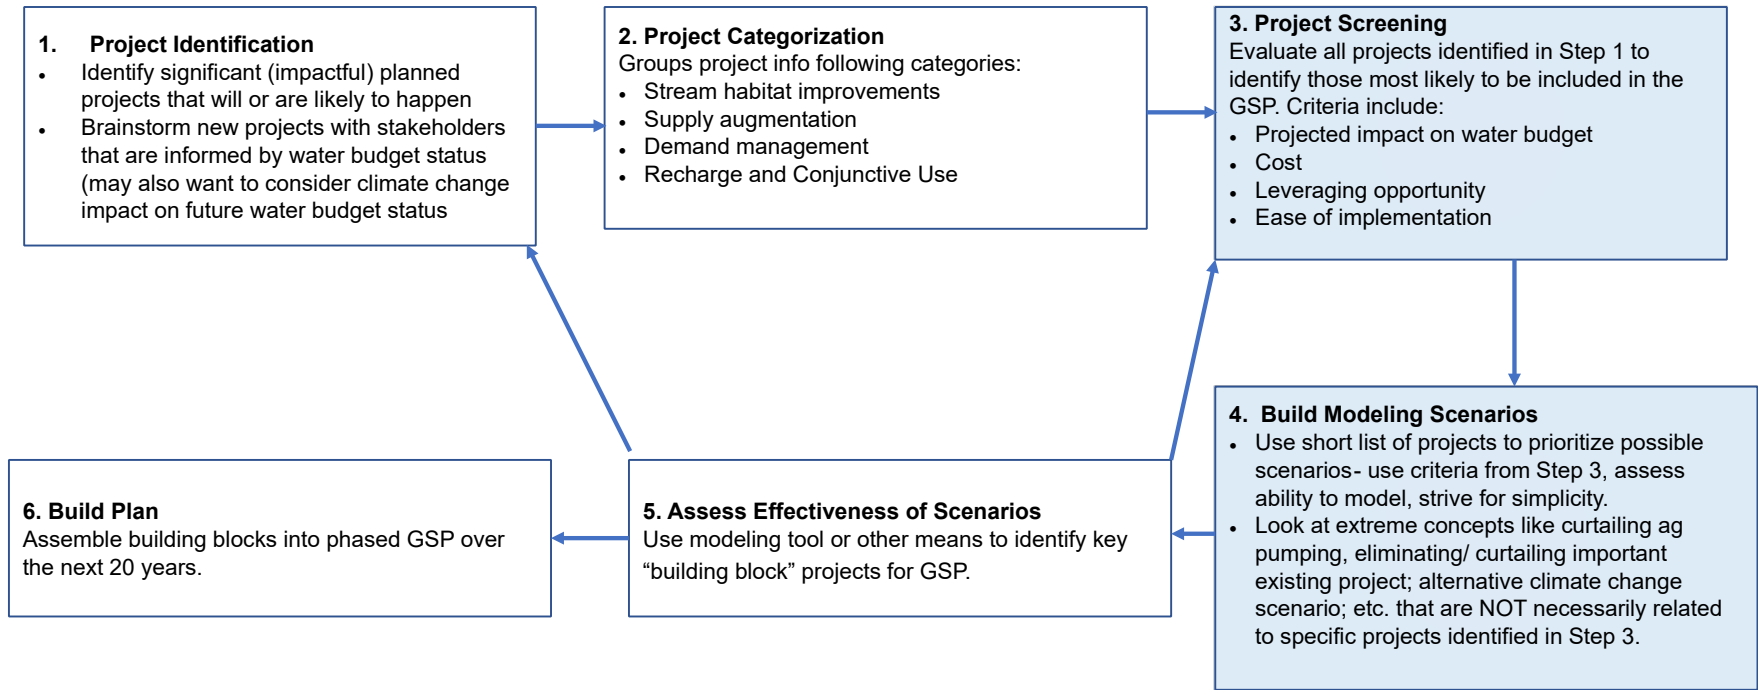 1. Project Identification
• Identify significant (impactful) planned
projects that will or are likely to happen
• Brainstorm new projects with stakeholders
that are informed by water budget status
(may also want to consider climate change
impact on future water budget status
2. Project Categorization
Groups project info following categories:
• Stream habitat improvements
• Supply augmentation
• Demand management
• Recharge and Conjunctive Use
3. Project Screening
Evaluate all projects identified in Step 1 to
identify those most likely to be included in the
GSP. Criteria include:
• Projected impact on water budget
• Cost
• Leveraging opportunity
• Ease of implementation
4. Build Modeling Scenarios
• Use short list of projects to prioritize possible
scenarios- use criteria from Step 3, assess
ability to model, strive for simplicity.
• Look at extreme concepts like curtailing ag
pumping, eliminating/ curtailing important
existing project; alternative climate change
scenario; etc. that are NOT necessarily related
to specific projects identified in Step 3.
5. Assess Effectiveness of Scenarios
Use modeling tool or other means to identify key
“building block” projects for GSP.
6. Build Plan
Assemble building blocks into phased GSP over
the next 20 years.